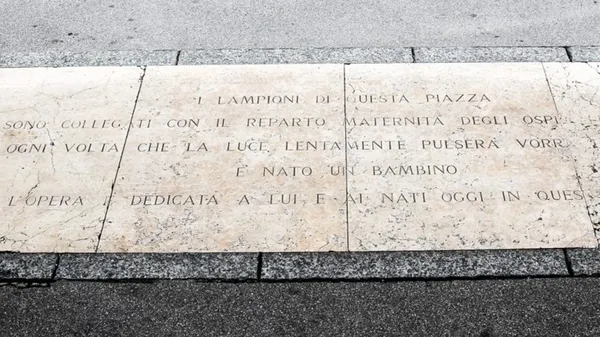 I LAMPIONI DI QUESTA PIAZZA
SONO COLLEGATI CON IL REPARTO MATERNITÀ DEGLI OSPE
OGNI VOLTA CHE LA LUCE LENTAMENTE PULSERÀ VORR
È NATO UN BAMBINO
L'OPERA È DEDICATA A LUI E AI NATI OGGI IN QUES